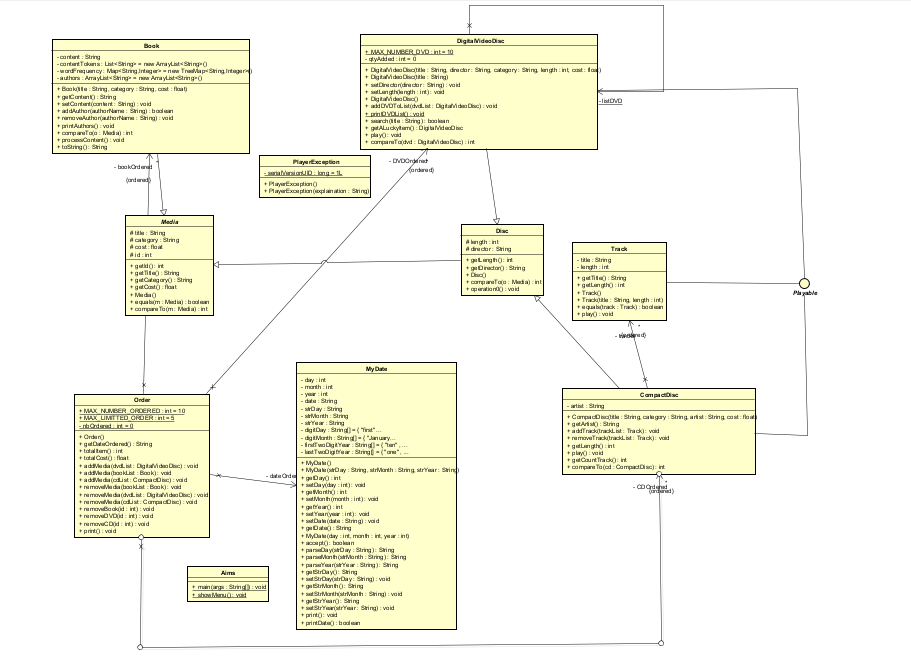 Book
- content : String
- contentTokens : List<String> = new ArrayList<String>()
- wordFrequency : Map<String,Integer> = new TreeMap<String,Integer>()
- authors : ArrayList<String> = new ArrayList<String>()
+ Book(title : String, category : String, cost : float)
+ getContent() : String
+ setContent(content : String) : void
+ addAuthor(authorName : String) : boolean
+ removeAuthor(authorName : String) : boolean
+ printAuthors() : void
+ compareTo(o : Media) : int
+ processContent() : void
+ toString() : String
DigitalVideoDisc
+ MAX_NUMBER_DVD : int = 10
- qtyAdded : int = 0
+ DigitalVideoDisc(title : String, director : String, category : String, length : int, cost : float)
+ DigitalVideoDisc(title : String)
+ setDirector(director : String) : void
+ setLength(length : int) : void
+ DigitalVideoDisc()
+ addDVDToList(dvdList : DigitalVideoDisc) : void
+ printDVDList() : void
+ search(title : String) : boolean
+ getALuckyItem() : DigitalVideoDisc
+ play() : void
+ compareTo(dvd : DigitalVideoDisc) : int
- listDVD
PlayerException
- serialVersionUID : long = 1L
+ PlayerException()
+ PlayerException(explaination : String)
- bookOrdered
*
(ordered)
- DVDOrdered
*
(ordered)
Media
# title : String
# category : String
# cost : float
# id : int
+ getId() : int
+ getTitle() : String
+ getCategory() : String
+ getCost() : float
+ Media()
+ equals(m : Media) : boolean
+ compareTo(m : Media) : int
Disc
# length : int
# director : String
+ getLength() : int
+ getDirector() : String
+ Disc()
+ compareTo(o : Media) : int
+ operation0() : void
Track
- title : String
- length : int
+ getTitle() : String
+ getLength() : int
+ Track()
+ Track(title : String, length : int)
+ equals(track : Track) : boolean
+ play() : void
Playable
*
(ordered)
MyDate
- day : int
- month : int
- year : int
- date : String
- strDay : String
- strMonth : String
- strYear : String
- digitDay : String[] = { "first"...
- digitMonth : String[] = { "January...
- firstTwoDigitYear : String[] = { "ten" , ...
- lastTwoDigitYear : String[] = { "one", ...
+ MyDate()
+ MyDate(strDay : String, strMonth : String, strYear : String)
+ getDay() : int
+ setDay(day : int) : void
+ getMonth() : int
+ setMonth(month : int) : void
+ getYear() : int
+ setYear(year : int) : void
+ setDate(date : String) : void
+ getDate() : String
+ MyDate(day : int, month : int, year : int)
+ accept() : boolean
+ parseDay(strDay : String) : String
+ parseMonth(strMonth : String) : String
+ parseYear(strYear : String) : String
+ getStrDay() : String
+ setStrDay(strDay : String) : void
+ getStrMonth() : String
+ setStrMonth(strMonth : String) : void
+ getStrYear() : String
+ setStrYear(strYear : String) : void
+ print() : void
+ printDate() : boolean
CompactDisc
- artist : String
+ CompactDisc(title : String, category : String, artist : String, cost : float)
+ getArtist() : String
+ addTrack(trackList : Track) : void
+ removeTrack(trackList : Track) : void
+ getLength() : int
+ play() : void
+ getCountTrack() : int
+ compareTo(cd : CompactDisc) : int
- CDOrdered
*
(ordered)
Order
+ MAX_NUMBER_ORDERED : int = 10
+ MAX_LIMITTED_ORDER : int = 5
- nbOrdered : int = 0
+ Order()
+ getDateOrdered() : String
+ totalItem() : int
+ totalCost() : float
+ addMedia(dvdList : DigitalVideoDisc) : void
+ addMedia(bookList : Book) : void
+ addMedia(cdList : CompactDisc) : void
+ removeMedia(bookList : Book) : void
+ removeMedia(dvdList : DigitalVideoDisc) : void
+ removeMedia(cdList : CompactDisc) : void
+ removeBook(id : int) : void
+ removeDVD(id : int) : void
+ removeCD(id : int) : void
+ print() : void
Aims
+ main(args : String[]) : void
+ showMenu() : void